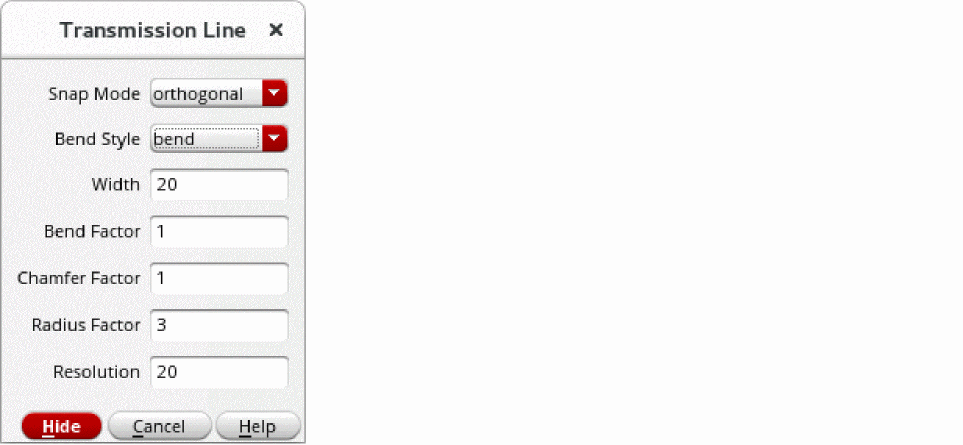 Transmission Line ×
Snap Mode orthogonal
Bend Style bend
Width 20
Bend Factor 1
Chamfer Factor 1
Radius Factor 3
Resolution 20
Hide Cancel Help